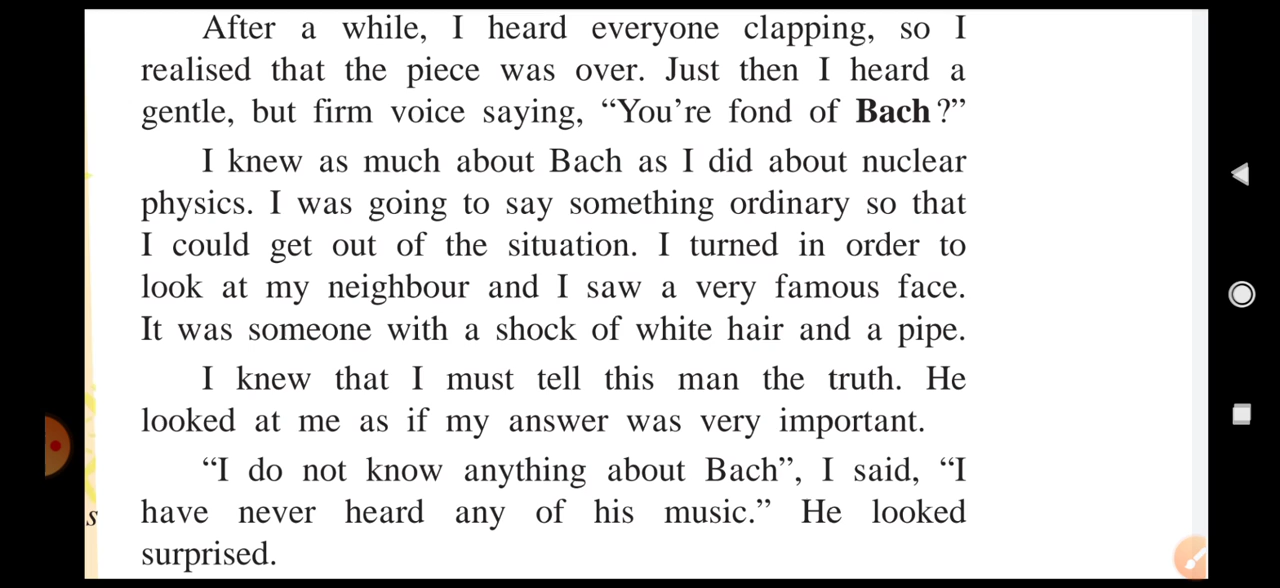 After a while, I heard everyone clapping, so I
realised that the piece was over. Just then I heard a
gentle, but firm voice saying, “You’re fond of Bach?”
I knew as much about Bach as I did about nuclear
physics. I was going to say something ordinary so that
I could get out of the situation. I turned in order to
look at my neighbour and I saw a very famous face.
It was someone with a shock of white hair and a pipe.
I knew that I must tell this man the truth. He
looked at me as if my answer was very important.
“I do not know anything about Bach”, I said, “I
s have never heard any of his music.” He looked
surprised.